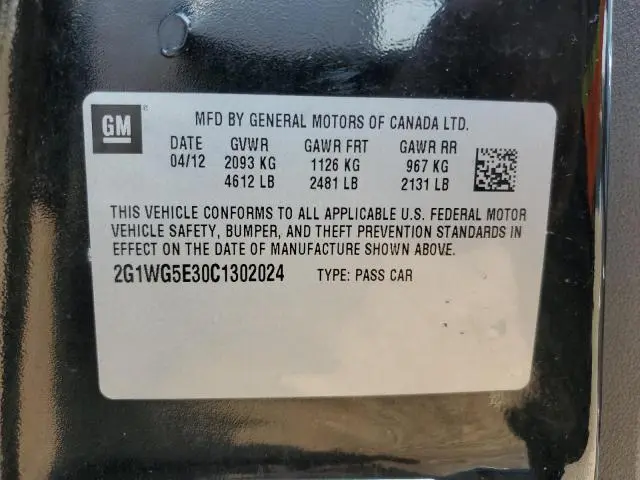 GM
MFD BY GENERAL MOTORS OF CANADA LTD.
DATE GVWR GAWR FRT GAWR RR
04/12 2093 KG 1126 KG 967 KG
4612 LB 2481 LB 2131 LB
THIS VEHICLE CONFORMS TO ALL APPLICABLE U.S. FEDERAL MOTOR
VEHICLE SAFETY, BUMPER, AND THEFT PREVENTION STANDARDS IN
EFFECT ON THE DATE OF MANUFACTURE SHOWN ABOVE.
2G1WG5E30C1302024 TYPE: PASS CAR